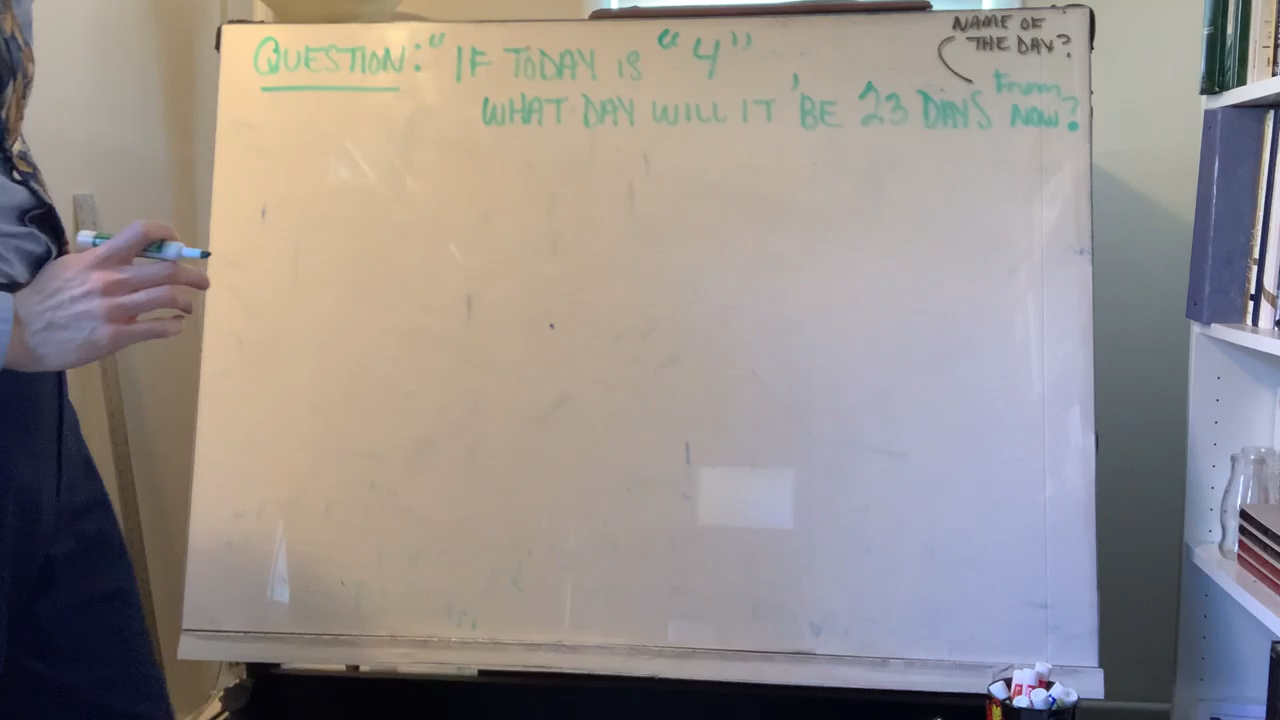 QUESTION: "IF TODAY IS "4"
, WHAT DAY WILL IT BE 23 DAYS From Now?
NAME OF
THE DAY?